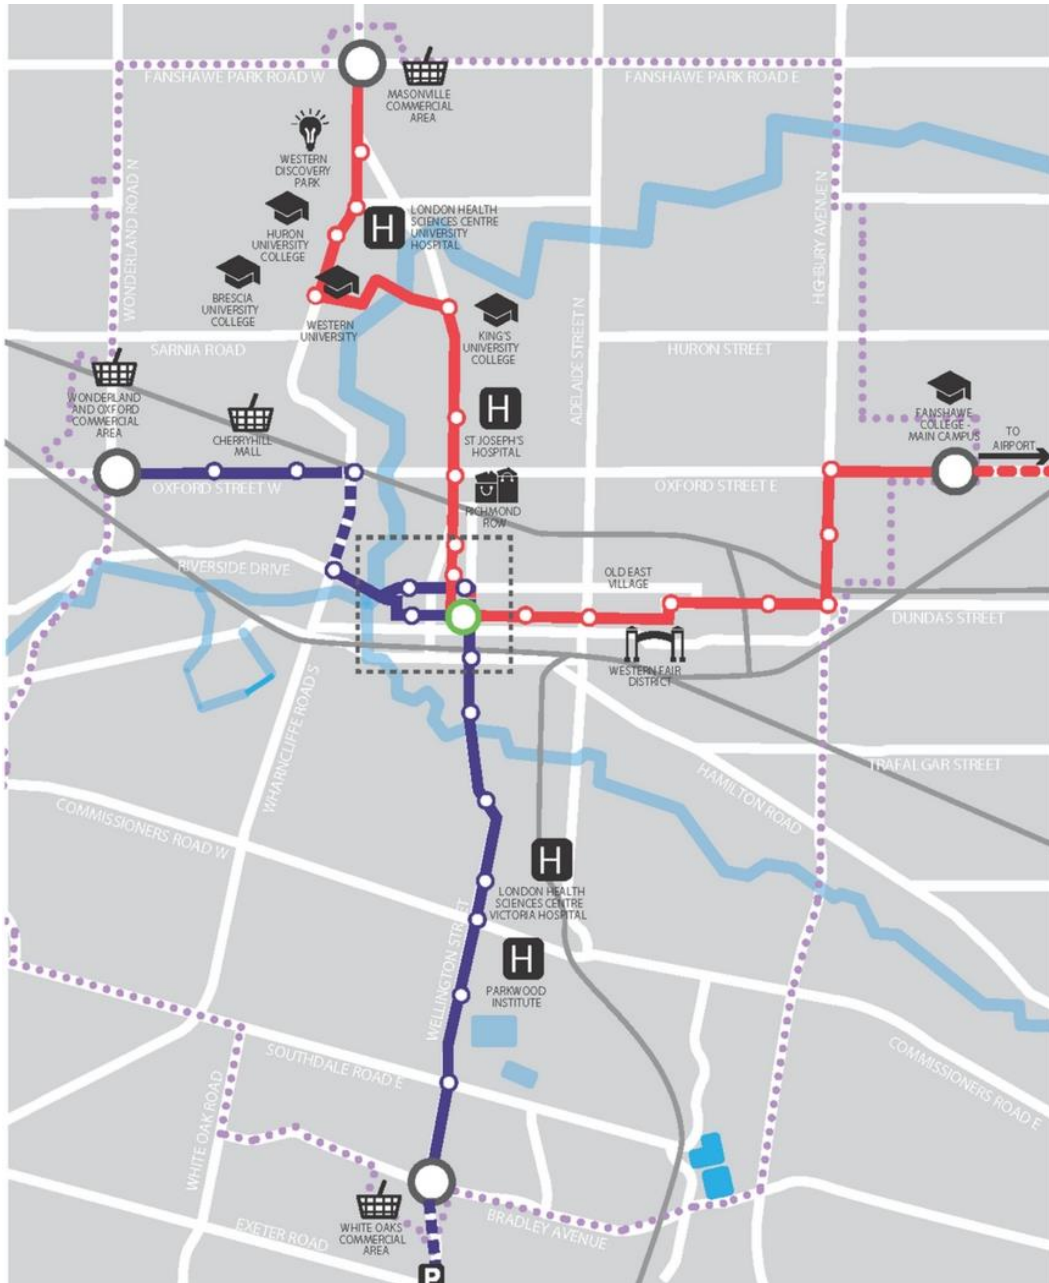 FANSHAWE PARK ROAD W
FANSHAWE PARK ROAD E
MASONVILLE
COMMERCIAL
AREA
WESTERN
DISCOVERY
PARK
WONDERLAND ROAD N
HIGHBURY AVENUE N
H
LONDON HEALTH
SCIENCES CENTRE
UNIVERSITY
HOSPITAL
HURON
UNIVERSITY
COLLEGE
BRESCIA
UNIVERSITY
COLLEGE
WESTERN
UNIVERSITY
KING'S
UNIVERSITY
COLLEGE
ADELAIDE STREET N
SARNIA ROAD
HURON STREET
WONDERLAND
AND OXFORD
COMMERCIAL
AREA
CHERRYHILL
MALL
H
ST JOSEPH'S
HOSPITAL
FANSHAWE
COLLEGE -
MAIN CAMPUS
TO
AIRPORT
OXFORD STREET W
OXFORD STREET E
RICHMOND
ROW
RIVERSIDE DRIVE
OLD EAST
VILLAGE
DUNDAS STREET
WESTERN FAIR
DISTRICT
WHARNCLIFFE ROAD S
TRAFALGAR STREET
HAMILTON ROAD
COMMISSIONERS ROAD W
H
LONDON HEALTH
SCIENCES CENTRE
VICTORIA HOSPITAL
WELLINGTON STREET
H
PARKWOOD
INSTITUTE
SOUTHDALE ROAD E
COMMISSIONERS ROAD E
WHITE OAK ROAD
WHITE OAKS
COMMERCIAL
AREA
BRADLEY AVENUE
EXETER ROAD
P